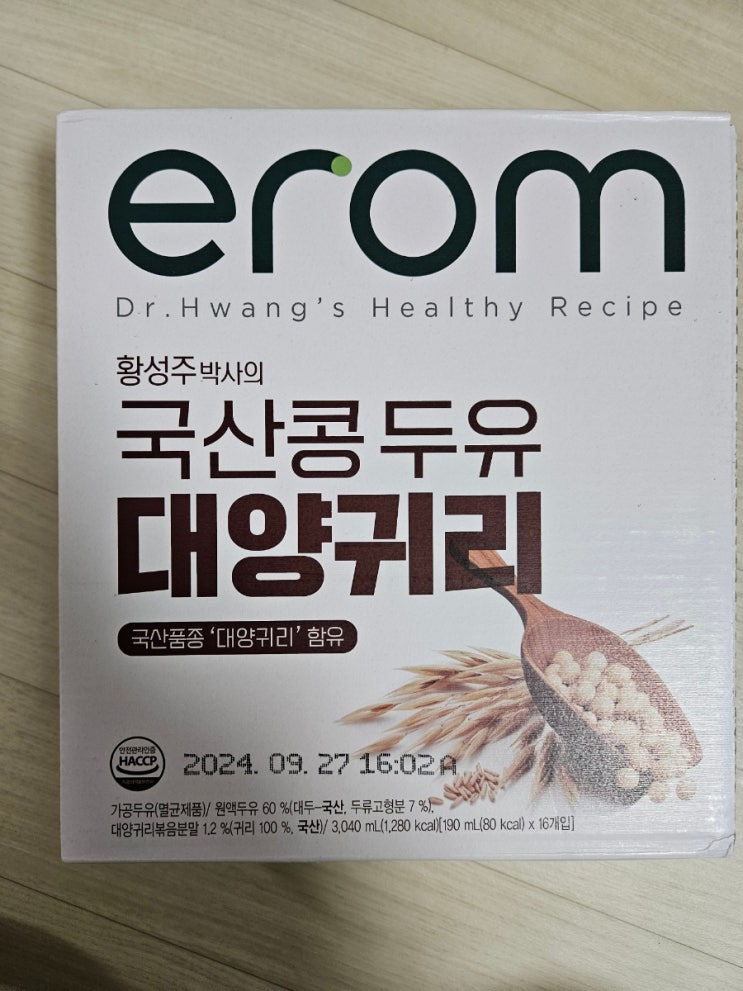 erom
Dr.Hwang's Healthy Recipe
황성주박사의
국산콩 두유
대양귀리
국산품종 '대양귀리' 함유
안전관리인증
HACCP
2024. 09. 27 16:02A
가공두유(멸균제품)/ 원액두유 60 %(대두-국산, 두류고형분 7 %),
대양귀리볶음분말 1.2 %(귀리 100 %, 국산)/ 3,040 mL(1,280 kcal)[190 mL(80 kcal) x 16개입]